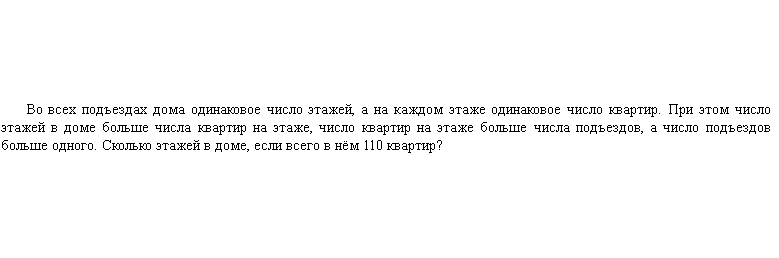 Во всех подъездах дома одинаковое число этажей, а на каждом этаже одинаковое число квартир. При этом число
этажей в доме больше числа квартир на этаже, число квартир на этаже больше числа подъездов, а число подъездов
больше одного. Сколько этажей в доме, если всего в нём 110 квартир?